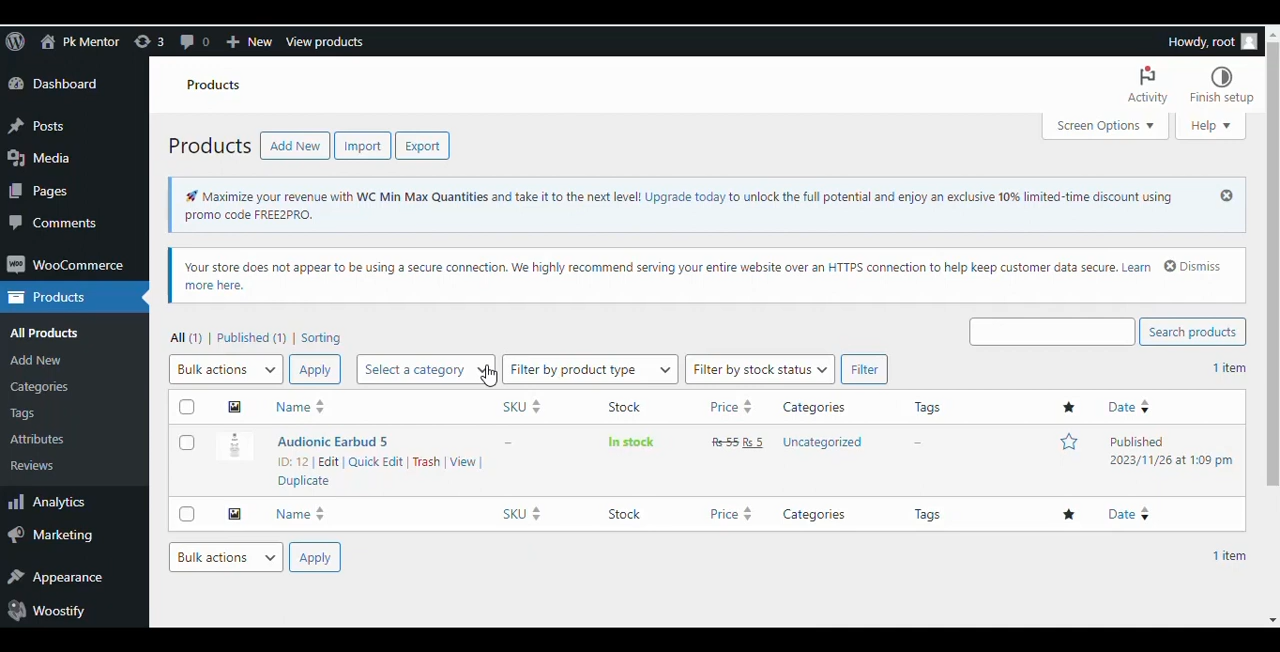 Pk Mentor 3 0 New View products Howdy, root
Dashboard
Posts
Media
Pages
Comments
WooCommerce
Products
All Products
Add New
Categories
Tags
Attributes
Reviews
Analytics
Marketing
Appearance
Woostify
Products
Activity
Finish setup
Screen Options Help
Products Add New Import Export
Maximize your revenue with WC Min Max Quantities and take it to the next level! Upgrade today to unlock the full potential and enjoy an exclusive 10% limited-time discount using
promo code FREE2PRO.
Your store does not appear to be using a secure connection. We highly recommend serving your entire website over an HTTPS connection to help keep customer data secure. Learn
more here.
Dismiss
All (1) | Published (1) | Sorting
Search products
Bulk actions Apply Select a category Filter by product type Filter by stock status Filter 1 item
Name SKU Stock Price Categories Tags Date
Audionic Earbud 5 – In stock Rs 55 Rs 5 Uncategorized – Published
ID: 12 | Edit | Quick Edit | Trash | View | 2023/11/26 at 1:09 pm
Duplicate
Name SKU Stock Price Categories Tags Date
Bulk actions Apply 1 item